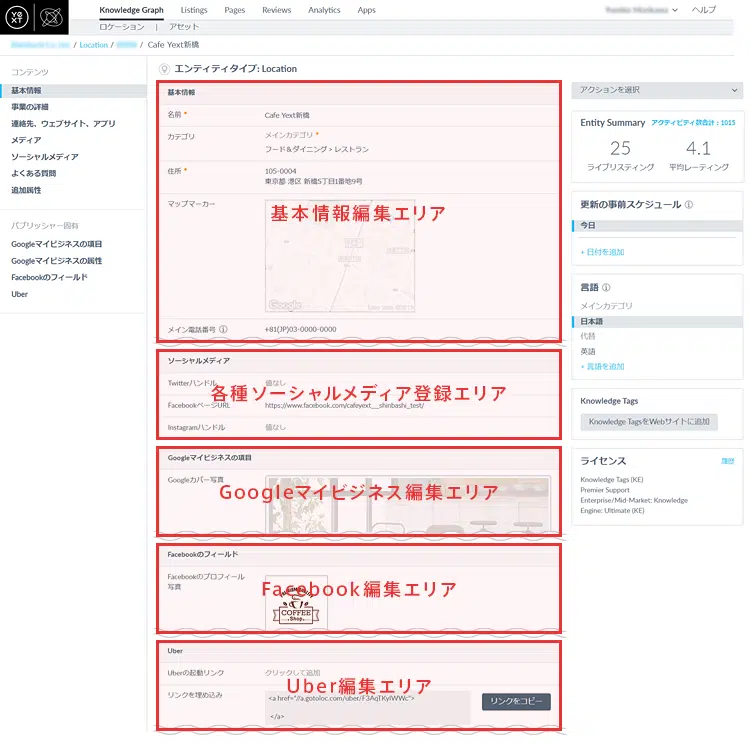 yext
Knowledge Graph Listings Pages Reviews Analytics Apps ヘルプ
ロケーション | アセット
/ Location / / Cafe Yext新橋
コンテンツ
基本情報
事業の詳細
連絡先、ウェブサイト、アプリ
メディア
ソーシャルメディア
よくある質問
追加属性
パブリッシャー固有
Googleマイビジネスの項目
Googleマイビジネスの属性
Facebookのフィールド
Uber
エンティティタイプ: Location
基本情報
名前 * Cafe Yext新橋
カテゴリ メインカテゴリ *
フード&ダイニング > レストラン
住所 * 105-0004
東京都 港区 新橋5丁目1番地9号
マップマーカー
基本情報編集エリア
Google
メイン電話番号 +81(JP)03-0000-0000
ソーシャルメディア
Twitterハンドル 値なし
各種ソーシャルメディア登録エリア
FacebookページURL https://www.facebook.com/cafeyext__shinbashi_test/
Instagramハンドル 値なし
Googleマイビジネスの項目
Googleカバー写真
Googleマイビジネス編集エリア
Facebookのフィールド
Facebookのプロフィール
写真
Facebook編集エリア
COFFEE
Shop
Uber
Uberの起動リンク クリックして追加
Uber編集エリア
リンクを埋め込み <a href="//a.gotoloc.com/uber/F3AqTKyIWWc">
</a>
リンクをコピー
アクションを選択
Entity Summary アクティビティ数合計：1015
25 4.1
ライブリスティング 平均レーティング
更新の事前スケジュール
今日
+ 日付を追加
言語
メインカテゴリ
日本語
代替
英語
+ 言語を追加
Knowledge Tags
Knowledge TagsをWebサイトに追加
ライセンス 履歴
Knowledge Tags (KE)
Premier Support
Enterprise/Mid-Market: Knowledge
Engine: Ultimate (KE)